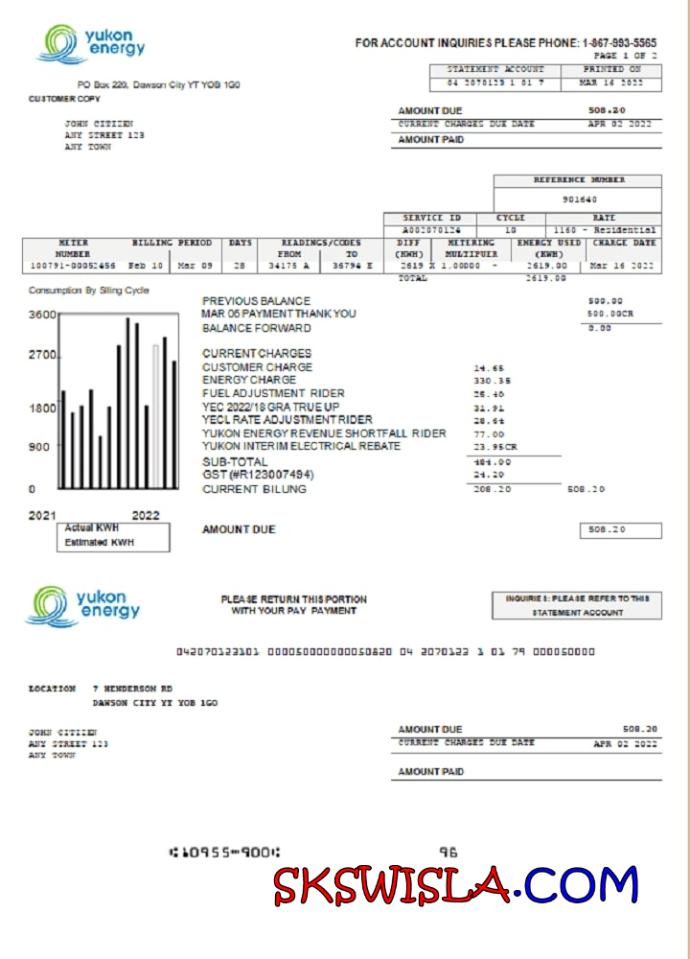 yukon
energy
FOR ACCOUNT INQUIRIES PLEASE PHONE: 1-867-993-5565
PAGE 1 OF 2
STATEMENT ACCOUNT PRINTED ON
04 2070123 1 01 7 MAR 16 2022
PO Box 220, Dawson City YT YOB 1G0
CUSTOMER COPY
AMOUNT DUE 508.20
CURRENT CHARGES DUE DATE APR 02 2022
AMOUNT PAID
JOHN CITIZEN
ANY STREET 123
ANY TOWN
REFERENCE NUMBER
901640
SERVICE ID CYCLE RATE
A002070124 10 1160 - Residential
METER BILLING PERIOD DAYS READINGS/CODES DIFF METERING ENERGY USED CHARGE DATE
NUMBER FROM TO (KWH) MULTIPUER (KWH)
100791-00052456 Feb 10 Mar 09 28 34175 A 36794 E 2619 X 1.00000 - 2619.00 Mar 16 2022
TOTAL 2619.00
Consumption By Siling Cycle
3600
2700
1800
900
0
2021 2022
Actual KWH
Estimated KWH
PREVIOUS BALANCE 500.00
MAR 05 PAYMENT THANK YOU 500.00CR
BALANCE FORWARD 0.00
CURRENT CHARGES
CUSTOMER CHARGE 14.65
ENERGY CHARGE 330.35
FUEL ADJUSTMENT RIDER 25.40
YEC 2022/18 GRA TRUE UP 31.91
YECL RATE ADJUSTMENT RIDER 28.64
YUKON ENERGY REVENUE SHORTFALL RIDER 77.00
YUKON INTERIM ELECTRICAL REBATE 23.95CR
SUB-TOTAL 484.00
GST (#R123007494) 24.20
CURRENT BILUNG 208.20 508.20
AMOUNT DUE 508.20
yukon
energy
PLEASE RETURN THIS PORTION
WITH YOUR PAY PAYMENT
INQUIRIES: PLEASE REFER TO THIS
STATEMENT ACCOUNT
042070123101 000050000000050820 04 2070123 1 01 79 000050000
LOCATION 7 HENDERSON RD
DAWSON CITY YT YOB 1GO
JOHN CITIZEN
ANY STREET 123
ANY TOWN
AMOUNT DUE 508.20
CURRENT CHARGES DUE DATE APR 02 2022
AMOUNT PAID
⑆10955⑉900⑆ 96
SKSWISLA.COM